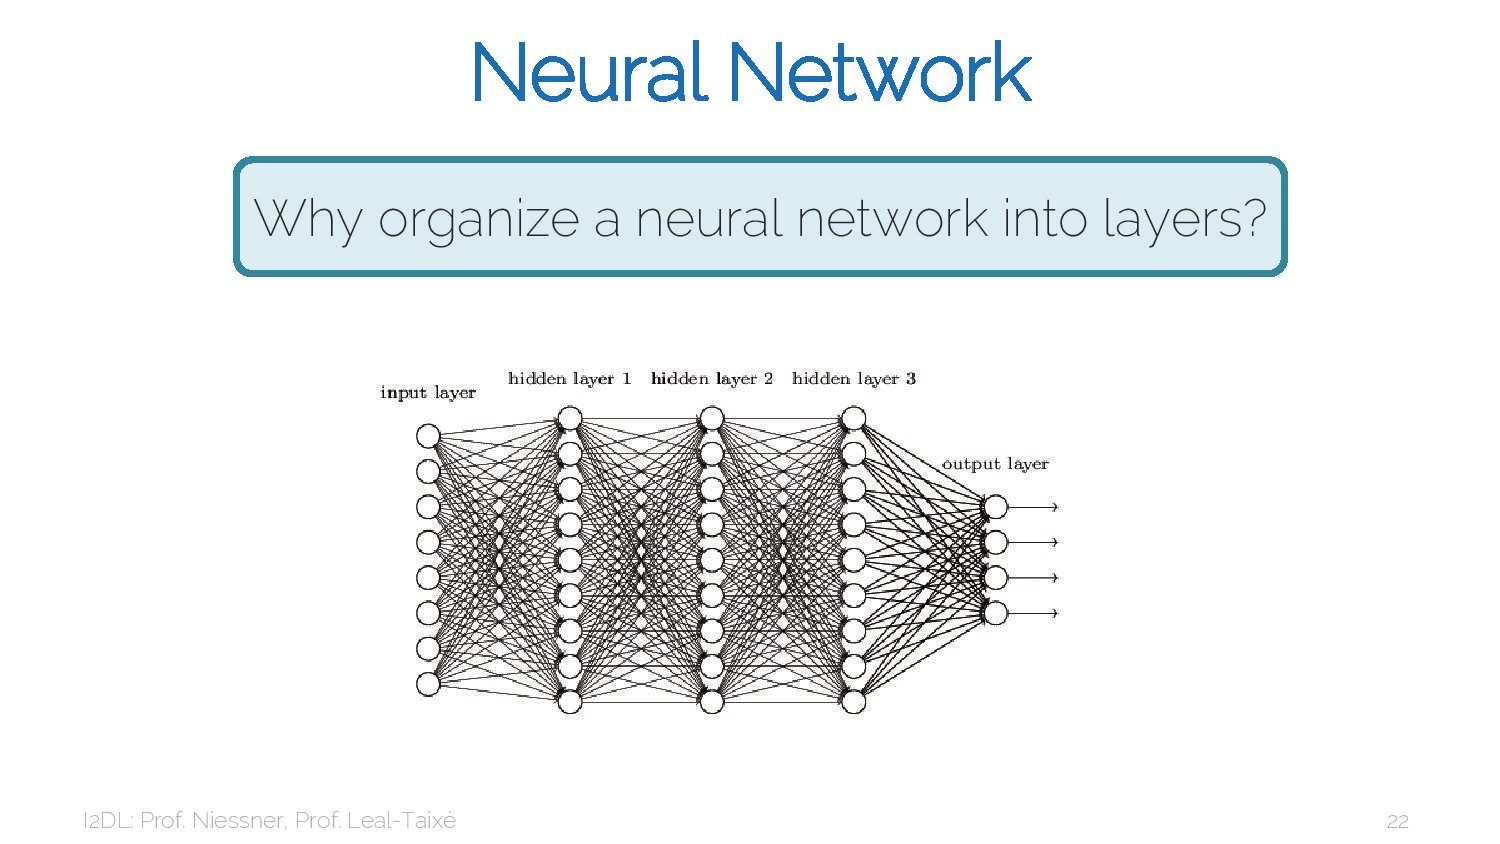 Neural Network
Why organize a neural network into layers?
hidden layer 1 hidden layer 2 hidden layer 3
input layer
output layer
I2DL: Prof. Niessner, Prof. Leal-Taixé
22